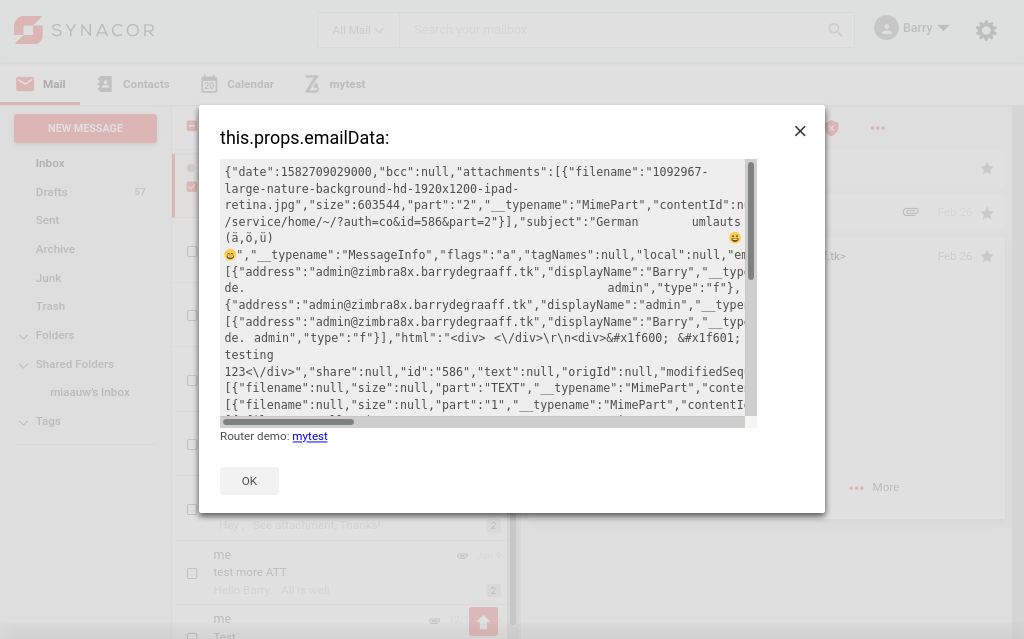 SYNACOR
All Mail
Search your mailbox
Barry
Mail
Contacts
20
Calendar
mytest
NEW MESSAGE
Inbox
Drafts 57
Sent
Archive
Junk
Trash
Folders
Shared Folders
miaauw's Inbox
Tags
this.props.emailData:
{"date":1582709029000,"bcc":null,"attachments":[{"filename":"1092967-
large-nature-background-hd-1920x1200-ipad-
retina.jpg","size":603544,"part":"2","__typename":"MimePart","contentId":n
/service/home/~/?auth=co&id=586&part=2"}],"subject":"German umlauts
(ä,ö,ü) 😀
😁","__typename":"MessageInfo","flags":"a","tagNames":null,"local":null,"em
[{"address":"admin@zimbra8x.barrydegraaff.tk","displayName":"Barry","__type
de. admin","type":"f"},
{"address":"admin@zimbra8x.barrydegraaff.tk","displayName":"admin","__type
[{"address":"admin@zimbra8x.barrydegraaff.tk","displayName":"Barry","__type
de. admin","type":"f"}],"html":"<div> <\/div>\r\n<div>&#x1f600; &#x1f601;
testing
123<\/div>","share":null,"id":"586","text":null,"origId":null,"modifiedSeq
[{"filename":null,"size":null,"part":"TEXT","__typename":"MimePart","conte
[{"filename":null,"size":null,"part":"1","__typename":"MimePart","contentId
Router demo: mytest
OK
Feb 26
f.tk> Feb 26
More
Hey , See attachment, Thanks! 2
me Jan 9
test more ATT
Hello Barry, All is well 2
me
Test